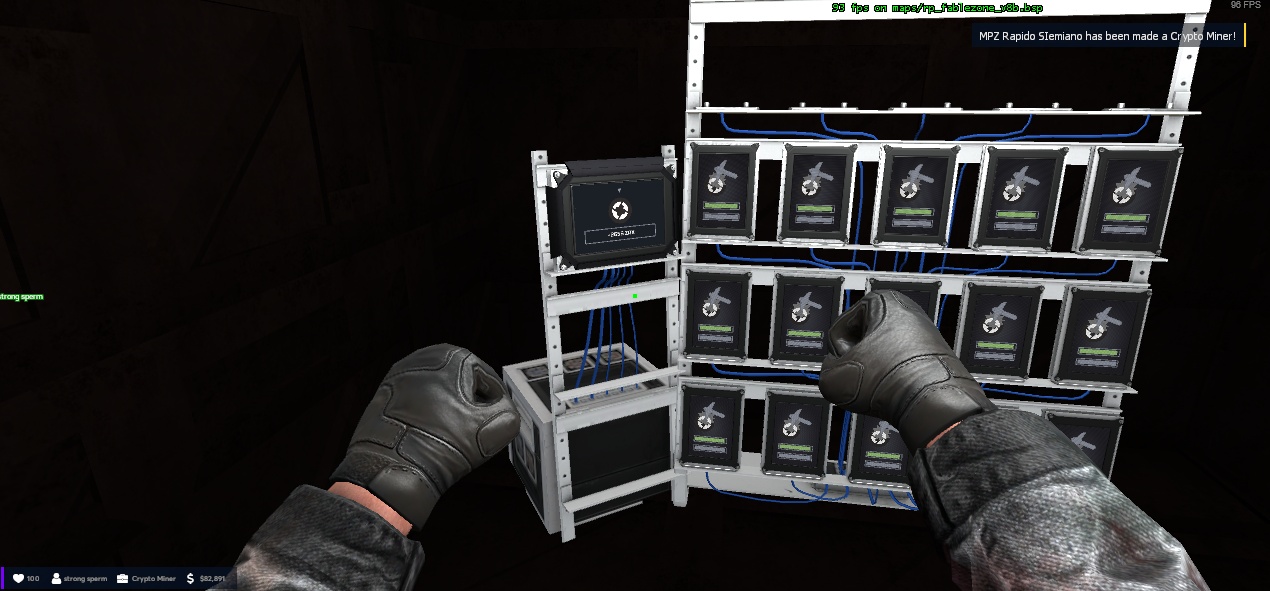 93 fps on maps/rp_fablezone_v8b.bsp
96 FPS
MPZ Rapido SIemiano has been made a Crypto Miner!
strong sperm
100
strong sperm
Crypto Miner
$82,891